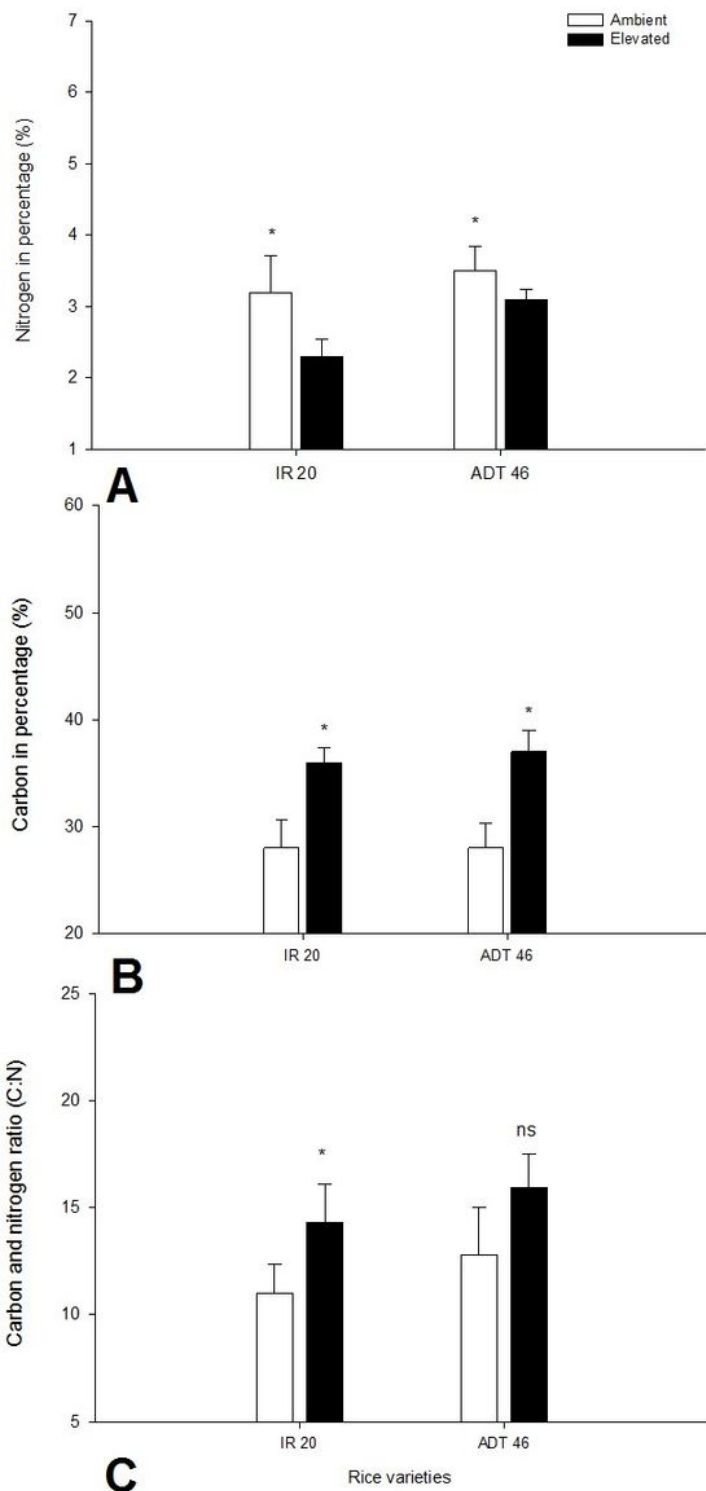 Ambient
Elevated
Nitrogen in percentage (%)
7
6
5
4
3
2
1
*
*
IR 20
ADT 46
A
Carbon in percentage (%)
60
50
40
30
20
*
*
IR 20
ADT 46
B
Carbon and nitrogen ratio (C:N)
25
20
15
10
5
*
ns
IR 20
ADT 46
C
Rice varieties